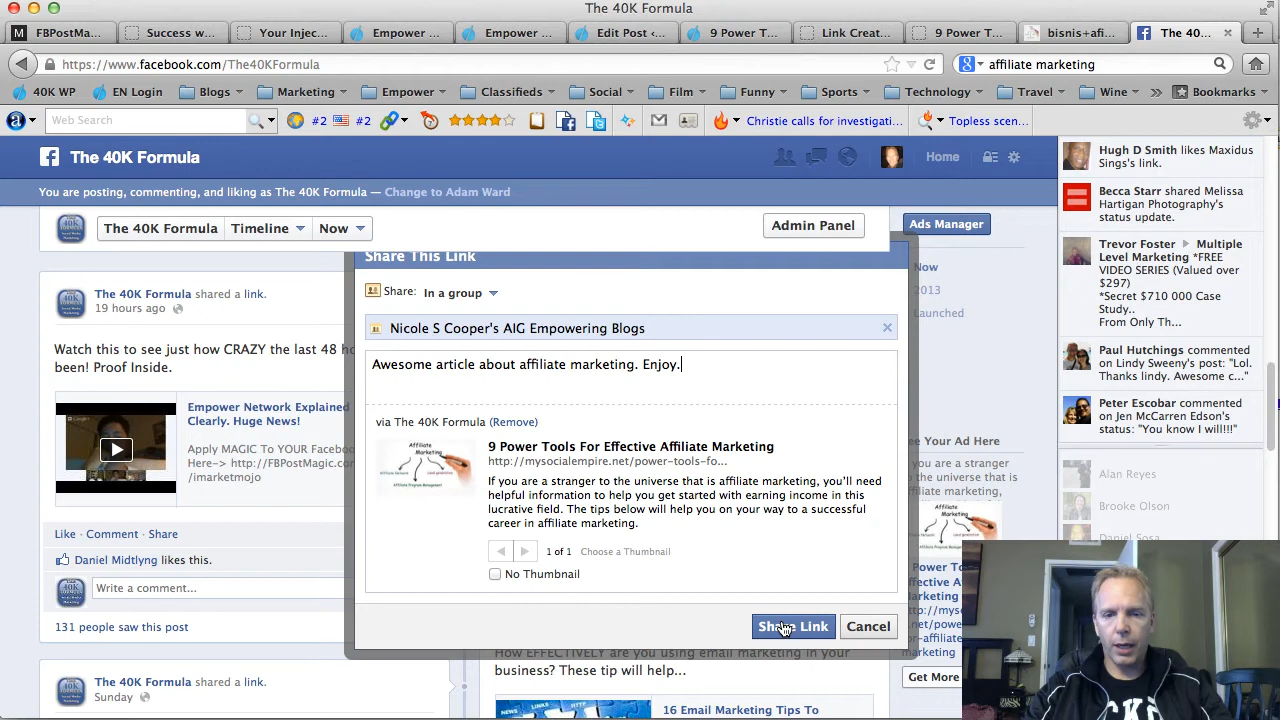 The 40K Formula
FBPostMa...
Success w...
Your Injec...
Empower ...
Empower ...
Edit Post ‹...
9 Power T...
Link Creat...
9 Power T...
bisnis+afi...
The 40...
https://www.facebook.com/The40KFormula
affiliate marketing
40K WP
EN Login
Blogs
Marketing
Empower
Classifieds
Social
Film
Funny
Sports
Technology
Travel
Wine
Bookmarks
Web Search
#2
#2
Christie calls for investigati...
Topless scen...
The 40K Formula
Home
You are posting, commenting, and liking as The 40K Formula — Change to Adam Ward
The 40K Formula
Timeline
Now
Admin Panel
Ads Manager
The 40K Formula shared a link.
19 hours ago
Watch this to see just how CRAZY the last 48 h
been! Proof Inside.
Empower Network Explained
Clearly. Huge News!
Apply MAGIC To YOUR Faceboo
Here-> http://FBPostMagic.co
/imarketmojo
Like · Comment · Share
Daniel Midtlyng likes this.
Write a comment...
131 people saw this post
The 40K Formula shared a link.
Sunday
Share This Link
Share:
In a group
Nicole S Cooper's AIG Empowering Blogs
Awesome article about affiliate marketing. Enjoy.
via The 40K Formula (Remove)
9 Power Tools For Effective Affiliate Marketing
http://mysocialempire.net/power-tools-fo...
If you are a stranger to the universe that is affiliate marketing, you’ll need
helpful information to help you get started with earning income in this
lucrative field. The tips below will help you on your way to a successful
career in affiliate marketing.
1 of 1
Choose a Thumbnail
No Thumbnail
Share Link
Cancel
How EFFECTIVELY are you using email marketing in your
business? These tip will help...
16 Email Marketing Tips To
Now
2013
Launched
See Your Ad Here
Get More
Hugh D Smith likes Maxidus
Sings's link.
Becca Starr shared Melissa
Hartigan Photography's
status update.
Trevor Foster Multiple
Level Marketing *FREE
VIDEO SERIES (Valued over
$297)
*Secret $710 000 Case
Study..
From Only Th...
Paul Hutchings commented
on Lindy Sweeny's post: "Lol.
Thanks lindy. Awesome c..."
Peter Escobar commented
on Jen McCarren Edson's
status: "You know I will!!!"
Alan Reyes
Brooke Olson